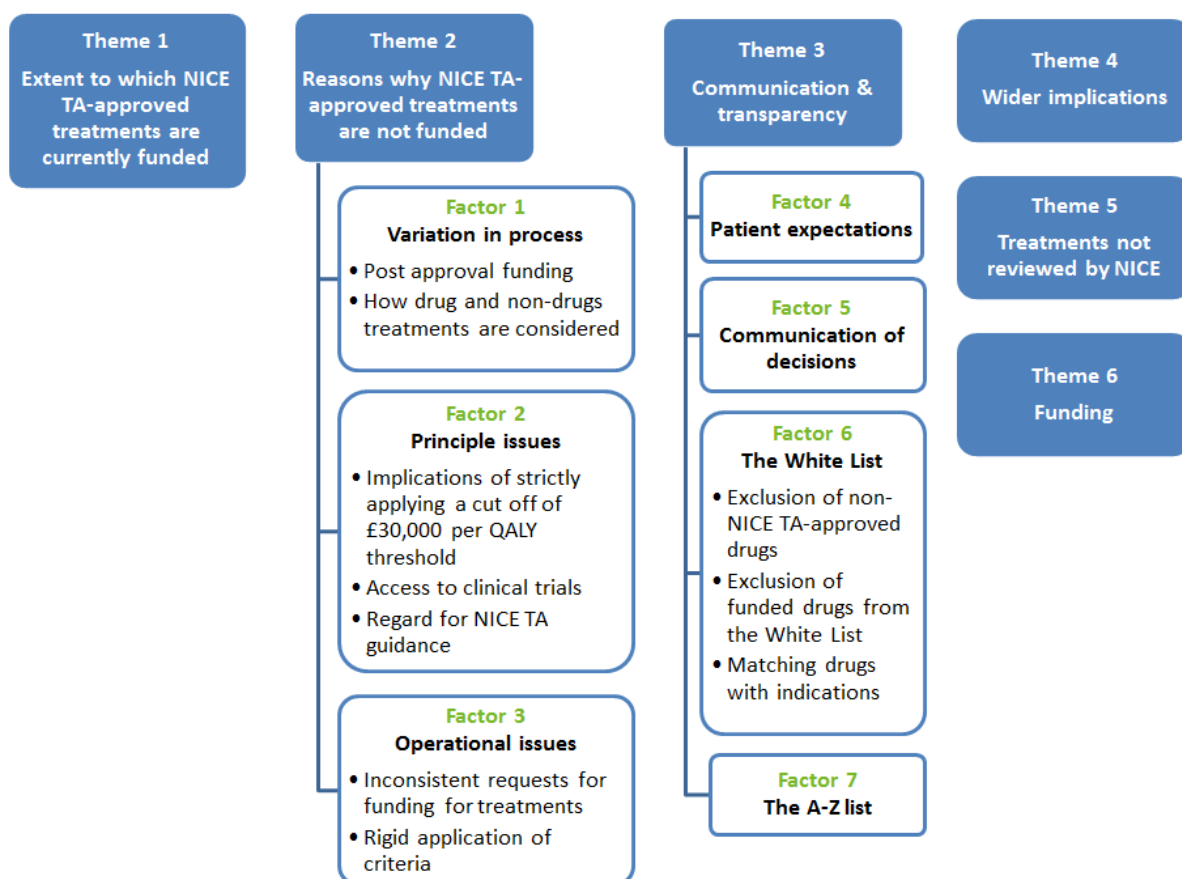 Theme 1
Extent to which NICE
TA-approved
treatments are
currently funded
Theme 2
Reasons why NICE TA-
approved treatments
are not funded
Factor 1
Variation in process
• Post approval funding
• How drug and non-drugs
treatments are considered
Factor 2
Principle issues
• Implications of strictly
applying a cut off of
£30,000 per QALY
threshold
• Access to clinical trials
• Regard for NICE TA
guidance
Factor 3
Operational issues
• Inconsistent requests for
funding for treatments
• Rigid application of
criteria
Theme 3
Communication &
transparency
Factor 4
Patient expectations
Factor 5
Communication of
decisions
Factor 6
The White List
• Exclusion of non-
NICE TA-approved
drugs
• Exclusion of
funded drugs from
the White List
• Matching drugs
with indications
Factor 7
The A-Z list
Theme 4
Wider implications
Theme 5
Treatments not
reviewed by NICE
Theme 6
Funding